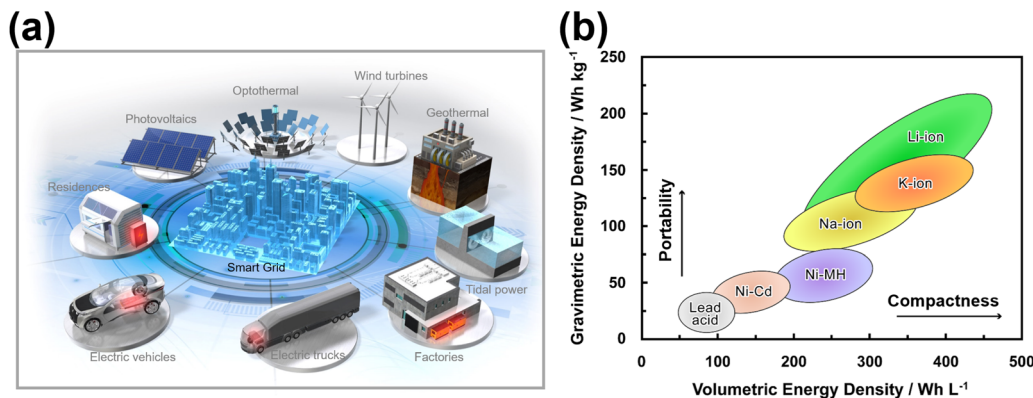 (a)
Wind turbines
Optothermal
Geothermal
Photovoltaics
Residences
Smart Grid
Tidal power
Electric vehicles
Electric trucks
Factories
(b)
Gravimetric Energy Density / Wh kg⁻¹
250
200
150
100
50
0
Portability
Li-ion
K-ion
Na-ion
Ni-MH
Ni-Cd
Lead
acid
Compactness
0 100 200 300 400 500
Volumetric Energy Density / Wh L⁻¹